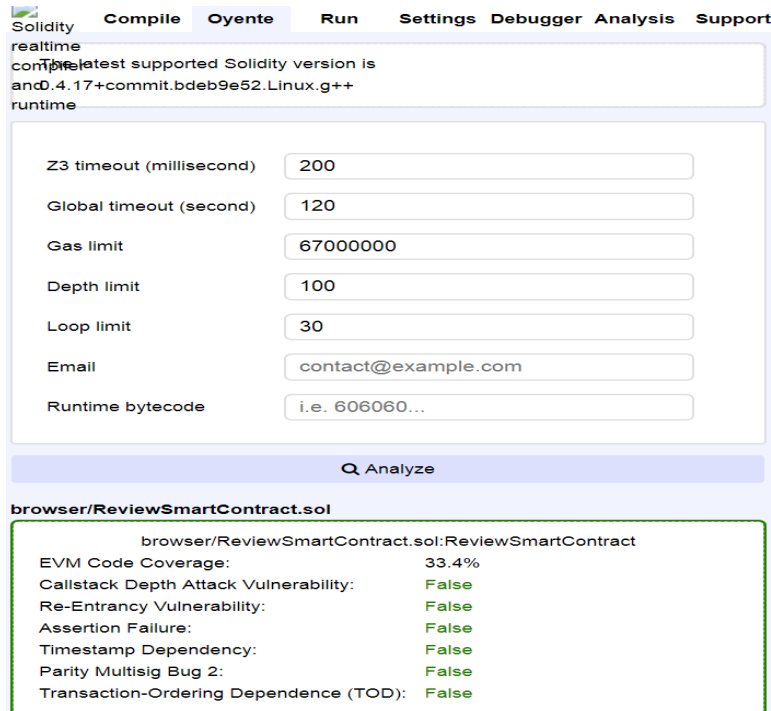 Solidity realtime compiler and runtime
Compile Oyente Run Settings Debugger Analysis Support
The latest supported Solidity version is
0.4.17+commit.bdeb9e52.Linux.g++
Z3 timeout (millisecond) 200
Global timeout (second) 120
Gas limit 67000000
Depth limit 100
Loop limit 30
Email contact@example.com
Runtime bytecode i.e. 606060...
Analyze
browser/ReviewSmartContract.sol
browser/ReviewSmartContract.sol:ReviewSmartContract
EVM Code Coverage: 33.4%
Callstack Depth Attack Vulnerability: False
Re-Entrancy Vulnerability: False
Assertion Failure: False
Timestamp Dependency: False
Parity Multisig Bug 2: False
Transaction-Ordering Dependence (TOD): False